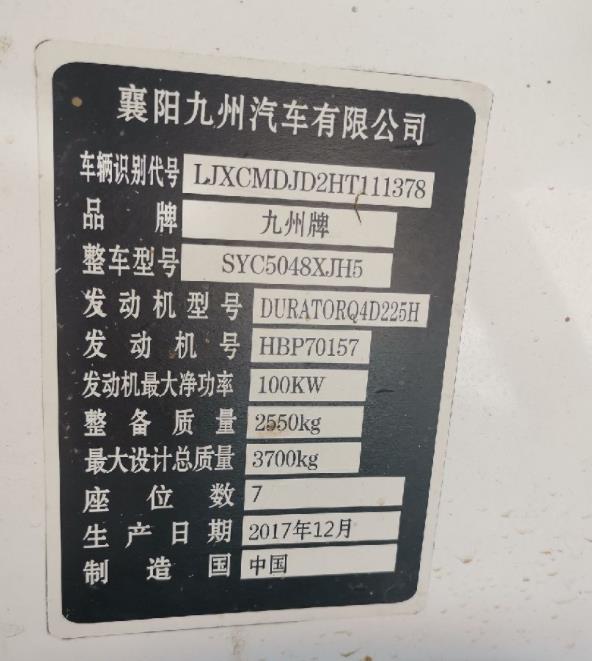 襄阳九州汽车有限公司
车辆识别代号 LJXCMDJD2HT111378
品牌 九州牌
整车型号 SYC5048XJH5
发动机型号 DURATORQ4D225H
发动机号 HBP70157
发动机最大净功率 100KW
整备质量 2550kg
最大设计总质量 3700kg
座位数 7
生产日期 2017年12月
制造国 中国